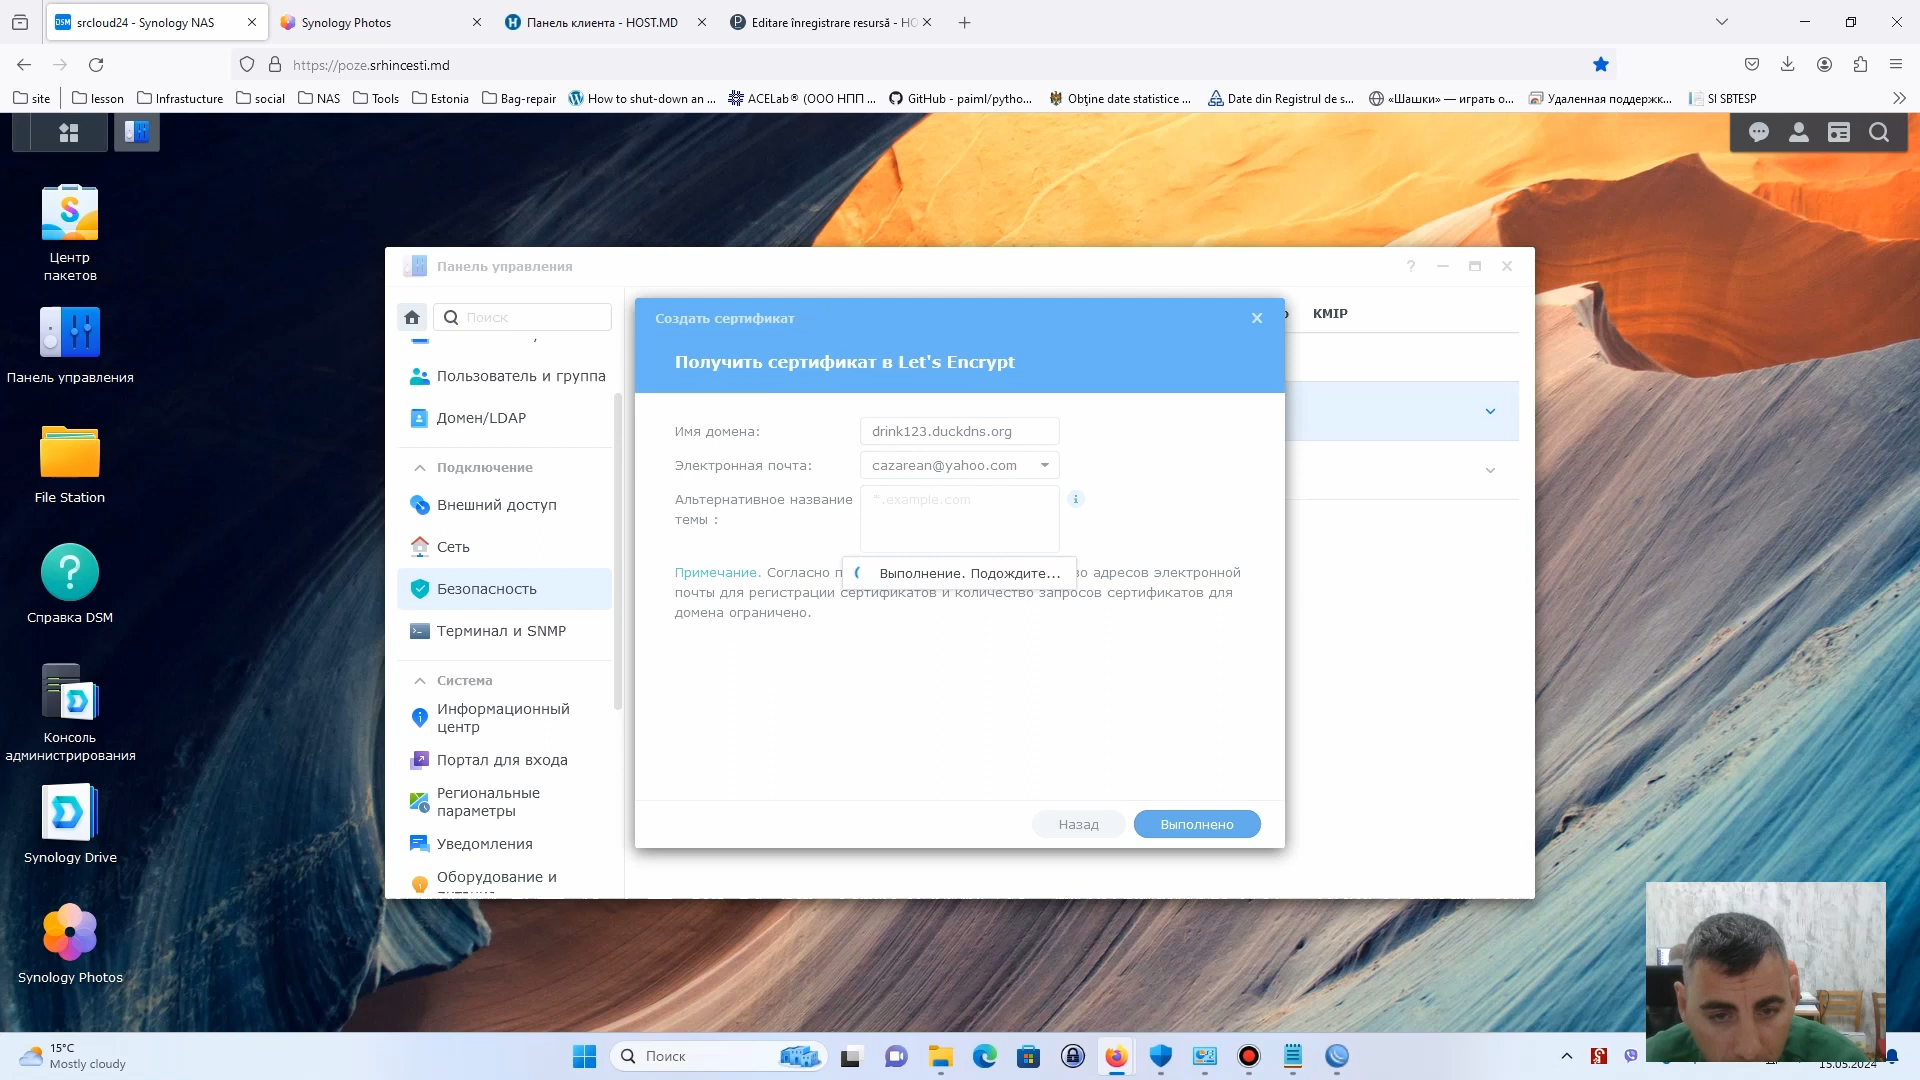 srcloud24 - Synology NAS
Synology Photos
Панель клиента - HOST.MD
Editare înregistrare resursă - HO
https://poze.srhincesti.md
site
lesson
Infrastucture
social
NAS
Tools
Estonia
Bag-repair
How to shut-down an ...
ACELab® (ООО НПП ...
GitHub - paiml/pytho...
Obţine date statistice ...
Date din Registrul de s...
«Шашки» — играть о...
Удаленная поддержк...
SI SBTESP
Центр
пакетов
Панель управления
File Station
Справка DSM
Консоль
администрирования
Synology Drive
Synology Photos
Панель управления
Поиск
Пользователь и группа
Домен/LDAP
Подключение
Внешний доступ
Сеть
Безопасность
Терминал и SNMP
Система
Информационный
центр
Портал для входа
Региональные
параметры
Уведомления
Оборудование и
KMIP
Создать сертификат
Получить сертификат в Let's Encrypt
Имя домена:
drink123.duckdns.org
Электронная почта:
cazarean@yahoo.com
Альтернативное название
темы :
*.example.com
Примечание. Согласно
Выполнение. Подождите...
адресов электронной
почты для регистрации сертификатов и количество запросов сертификатов для
домена ограничено.
Назад
Выполнено
15°C
Mostly cloudy
Поиск
15.05.2024